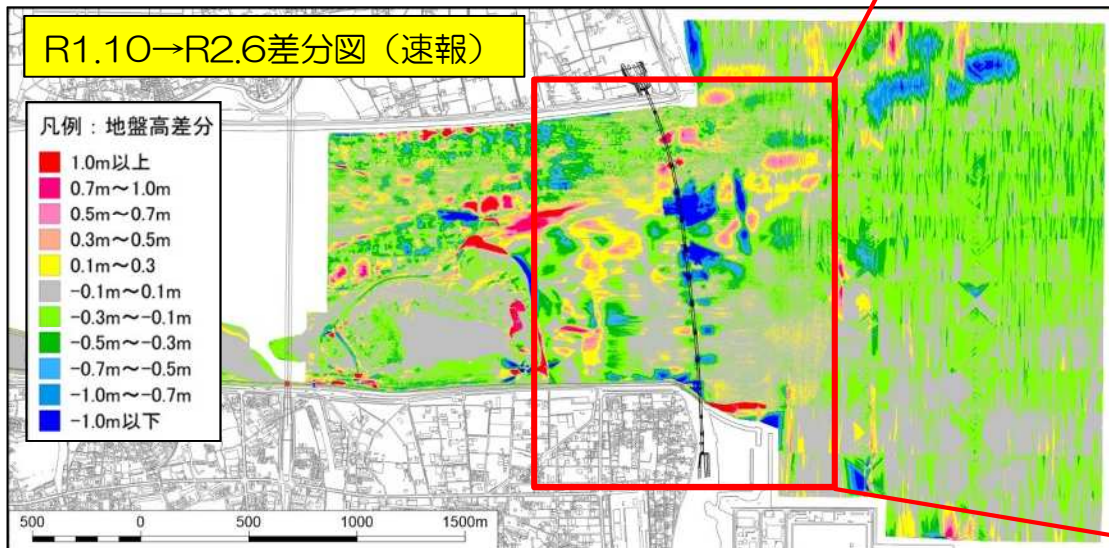 R1.10→R2.6差分図（速報）
凡例：地盤高差分
1.0m以上
0.7m～1.0m
0.5m～0.7m
0.3m～0.5m
0.1m～0.3
-0.1m～0.1m
-0.3m～-0.1m
-0.5m～-0.3m
-0.7m～-0.5m
-1.0m～-0.7m
-1.0m以下
500 0 500 1000 1500m